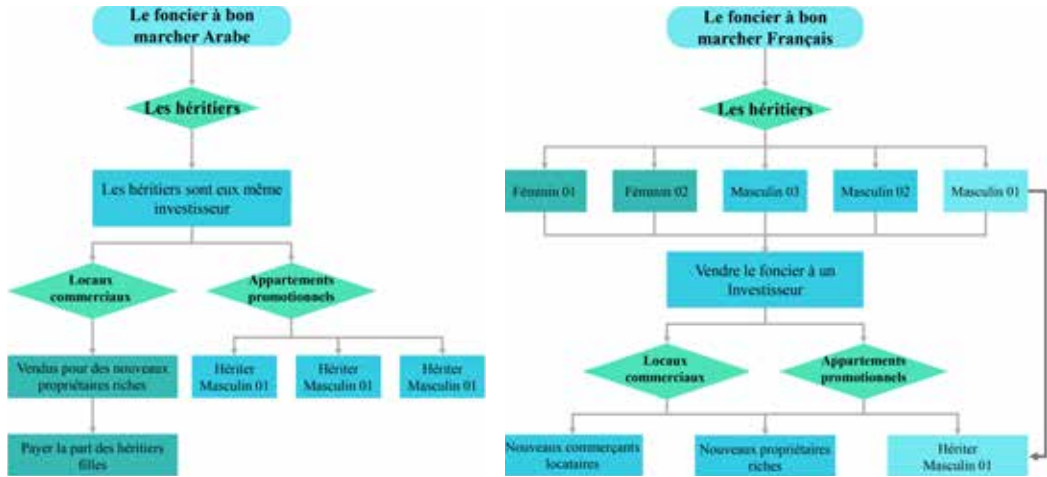 Le foncier à bon
marcher Arabe
Les héritiers
Les héritiers sont eux même
investisseur
Locaux
commerciaux
Appartements
promotionnels
Vendus pour des nouveaux
propriétaires riches
Hériter
Masculin 01
Hériter
Masculin 01
Hériter
Masculin 01
Payer la part des héritiers
filles
Le foncier à bon
marcher Français
Les héritiers
Féminin 01
Féminin 02
Masculin 03
Masculin 02
Masculin 01
Vendre le foncier à un
Investisseur
Locaux
commerciaux
Appartements
promotionnels
Nouveaux commerçants
locataires
Nouveaux propriétaires
riches
Hériter
Masculin 01